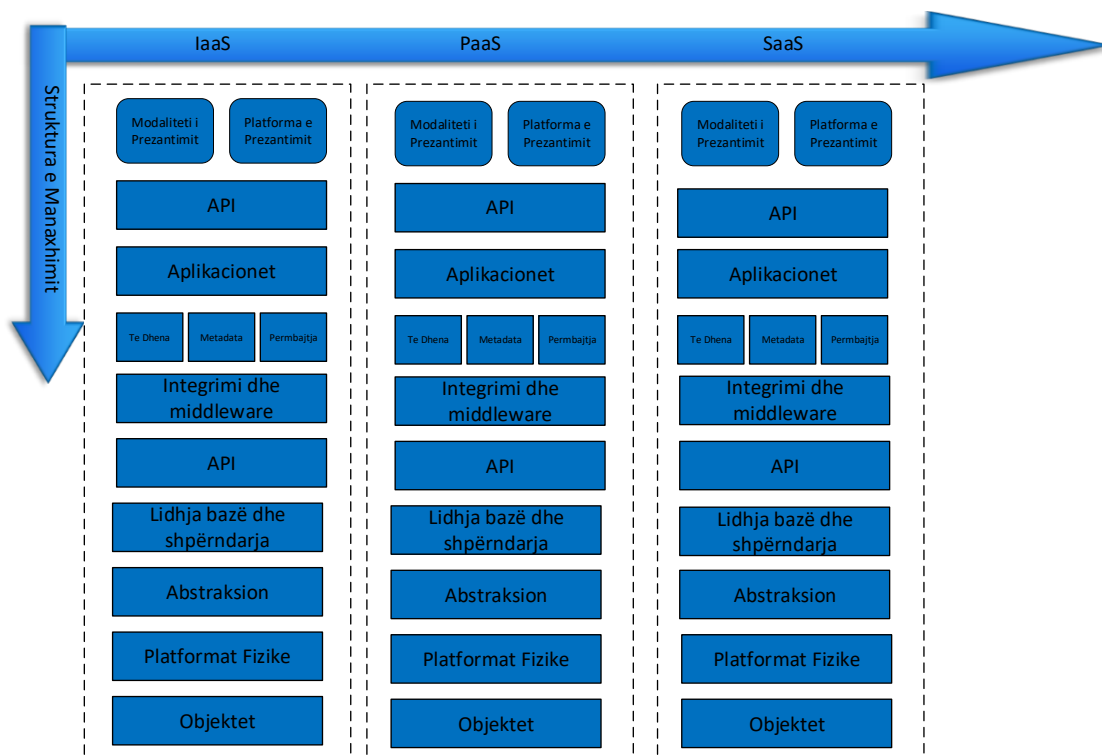 IaaS
PaaS
SaaS
Struktura e Manaxhimit
Modaliteti i
Prezantimit
Platforma e
Prezantimit
API
Aplikacionet
Te Dhena
Metadata
Permbajtja
Integrimi dhe
middleware
API
Lidhja bazë dhe
shpërndarja
Abstraksion
Platformat Fizike
Objektet
Modaliteti i
Prezantimit
Platforma e
Prezantimit
API
Aplikacionet
Te Dhena
Metadata
Permbajtja
Integrimi dhe
middleware
API
Lidhja bazë dhe
shpërndarja
Abstraksion
Platformat Fizike
Objektet
Modaliteti i
Prezantimit
Platforma e
Prezantimit
API
Aplikacionet
Te Dhena
Metadata
Permbajtja
Integrimi dhe
middleware
API
Lidhja bazë dhe
shpërndarja
Abstraksion
Platformat Fizike
Objektet